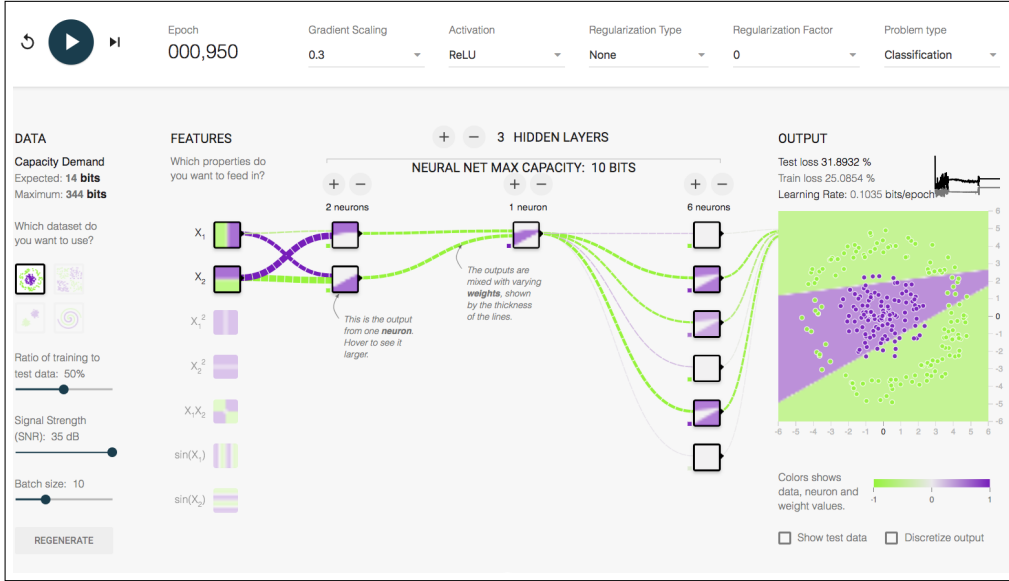 Epoch
000,950
Gradient Scaling
0.3
Activation
ReLU
Regularization Type
None
Regularization Factor
0
Problem type
Classification
DATA
Capacity Demand
Expected: 14 bits
Maximum: 344 bits
Which dataset do
you want to use?
Ratio of training to
test data: 50%
Signal Strength
(SNR): 35 dB
Batch size: 10
REGENERATE
FEATURES
Which properties do
you want to feed in?
X₁
X₂
X₁²
X₂²
X₁X₂
sin(X₁)
sin(X₂)
+ − 3 HIDDEN LAYERS
NEURAL NET MAX CAPACITY: 10 BITS
+ −
2 neurons
+ −
1 neuron
+ −
6 neurons
This is the output
from one neuron.
Hover to see it
larger.
The outputs are
mixed with varying
weights, shown
by the thickness
of the lines.
OUTPUT
Test loss 31.8932 %
Train loss 25.0854 %
Learning Rate: 0.1035 bits/epoch
6
5
4
3
2
1
0
-1
-2
-3
-4
-5
-6
-6 -5 -4 -3 -2 -1 0 1 2 3 4 5 6
Colors shows
data, neuron and
weight values.
-1 0 1
Show test data
Discretize output